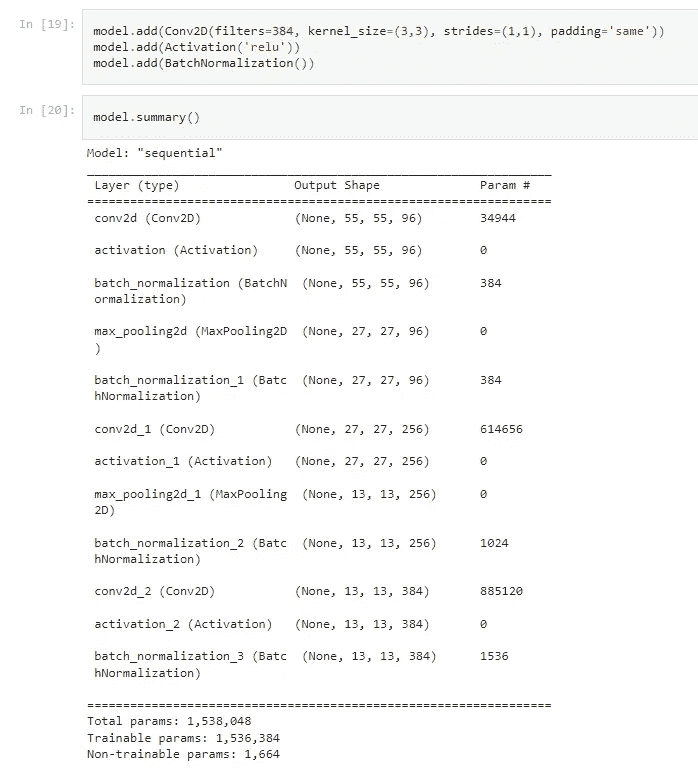 In [19]:
model.add(Conv2D(filters=384, kernel_size=(3,3), strides=(1,1), padding='same'))
model.add(Activation('relu'))
model.add(BatchNormalization())
In [20]:
model.summary()
Model: "sequential"
_________________________________________________________________
Layer (type) Output Shape Param #
=================================================================
conv2d (Conv2D) (None, 55, 55, 96) 34944
activation (Activation) (None, 55, 55, 96) 0
batch_normalization (BatchN (None, 55, 55, 96) 384
ormalization)
max_pooling2d (MaxPooling2D (None, 27, 27, 96) 0
)
batch_normalization_1 (Batc (None, 27, 27, 96) 384
hNormalization)
conv2d_1 (Conv2D) (None, 27, 27, 256) 614656
activation_1 (Activation) (None, 27, 27, 256) 0
max_pooling2d_1 (MaxPooling (None, 13, 13, 256) 0
2D)
batch_normalization_2 (Batc (None, 13, 13, 256) 1024
hNormalization)
conv2d_2 (Conv2D) (None, 13, 13, 384) 885120
activation_2 (Activation) (None, 13, 13, 384) 0
batch_normalization_3 (Batc (None, 13, 13, 384) 1536
hNormalization)
=================================================================
Total params: 1,538,048
Trainable params: 1,536,384
Non-trainable params: 1,664